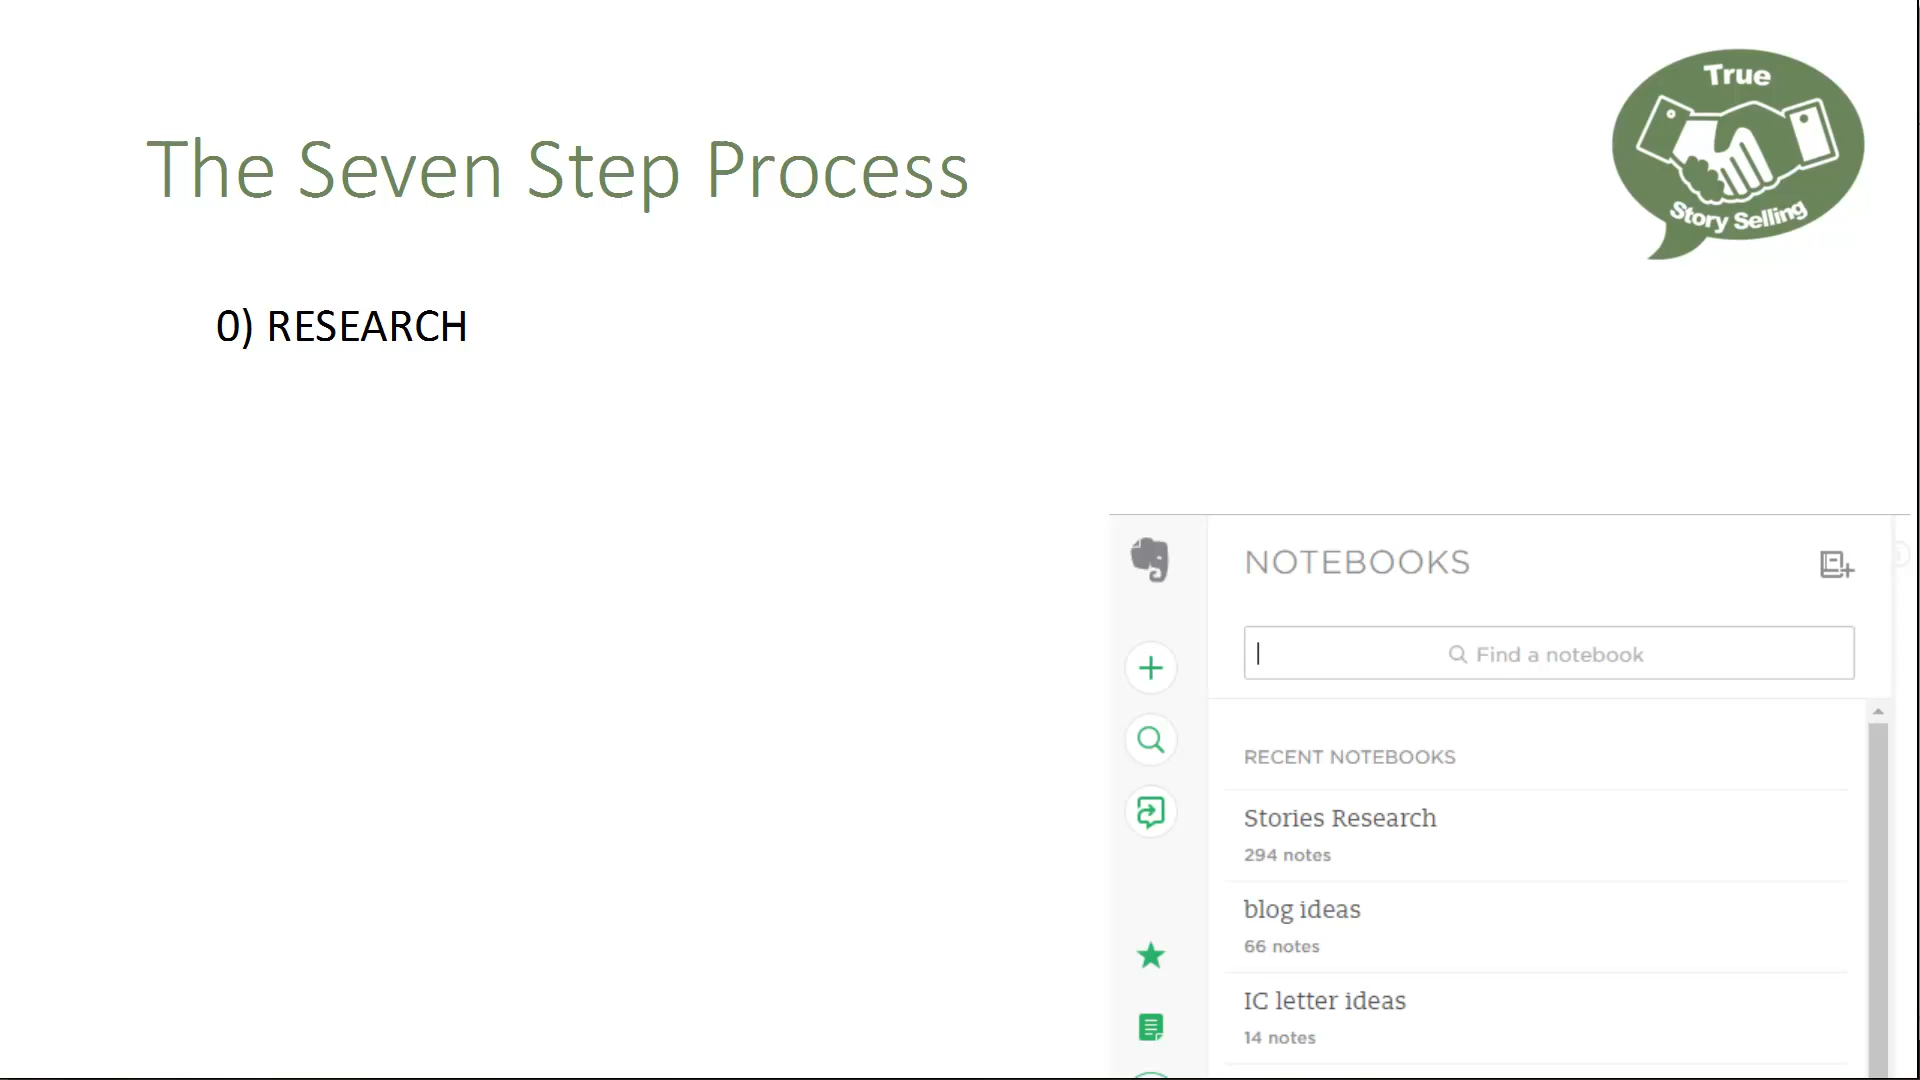 True
Story Selling
The Seven Step Process
0) RESEARCH
NOTEBOOKS
Find a notebook
RECENT NOTEBOOKS
Stories Research
294 notes
blog ideas
66 notes
IC letter ideas
14 notes